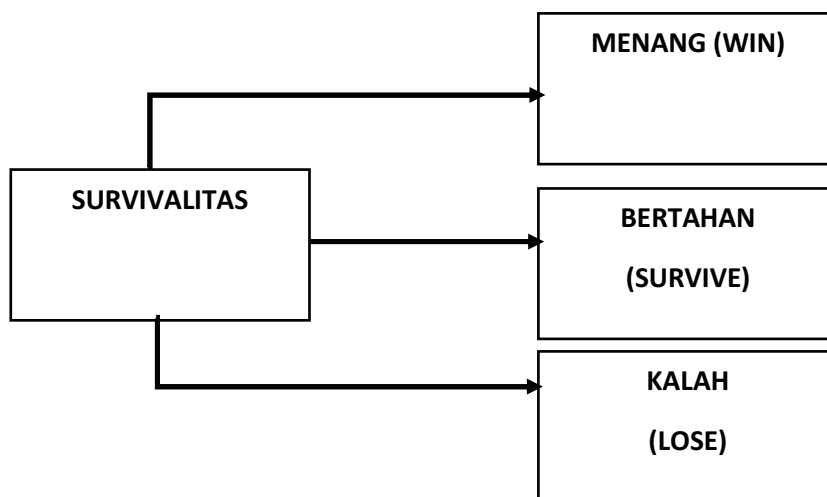 MENANG (WIN)
SURVIVALITAS
BERTAHAN
(SURVIVE)
KALAH
(LOSE)